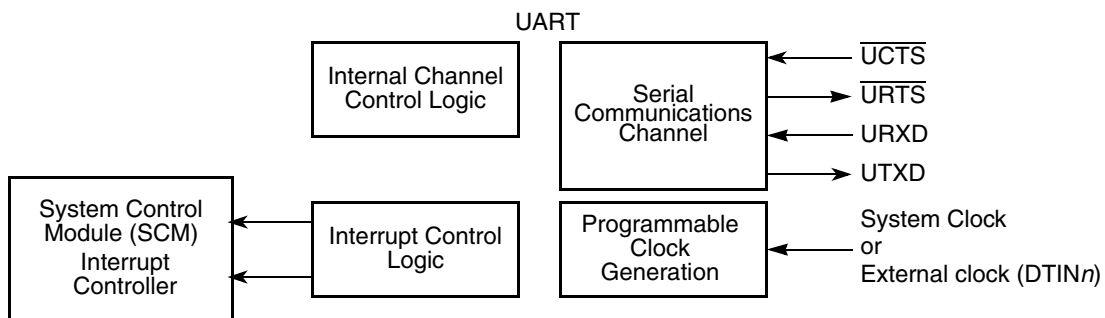 UART
Internal Channel
Control Logic
Serial
Communications
Channel
UCTS
URTS
URXD
UTXD
System Control
Module (SCM)
Interrupt
Controller
Interrupt Control
Logic
Programmable
Clock
Generation
System Clock
or
External clock (DTINn)